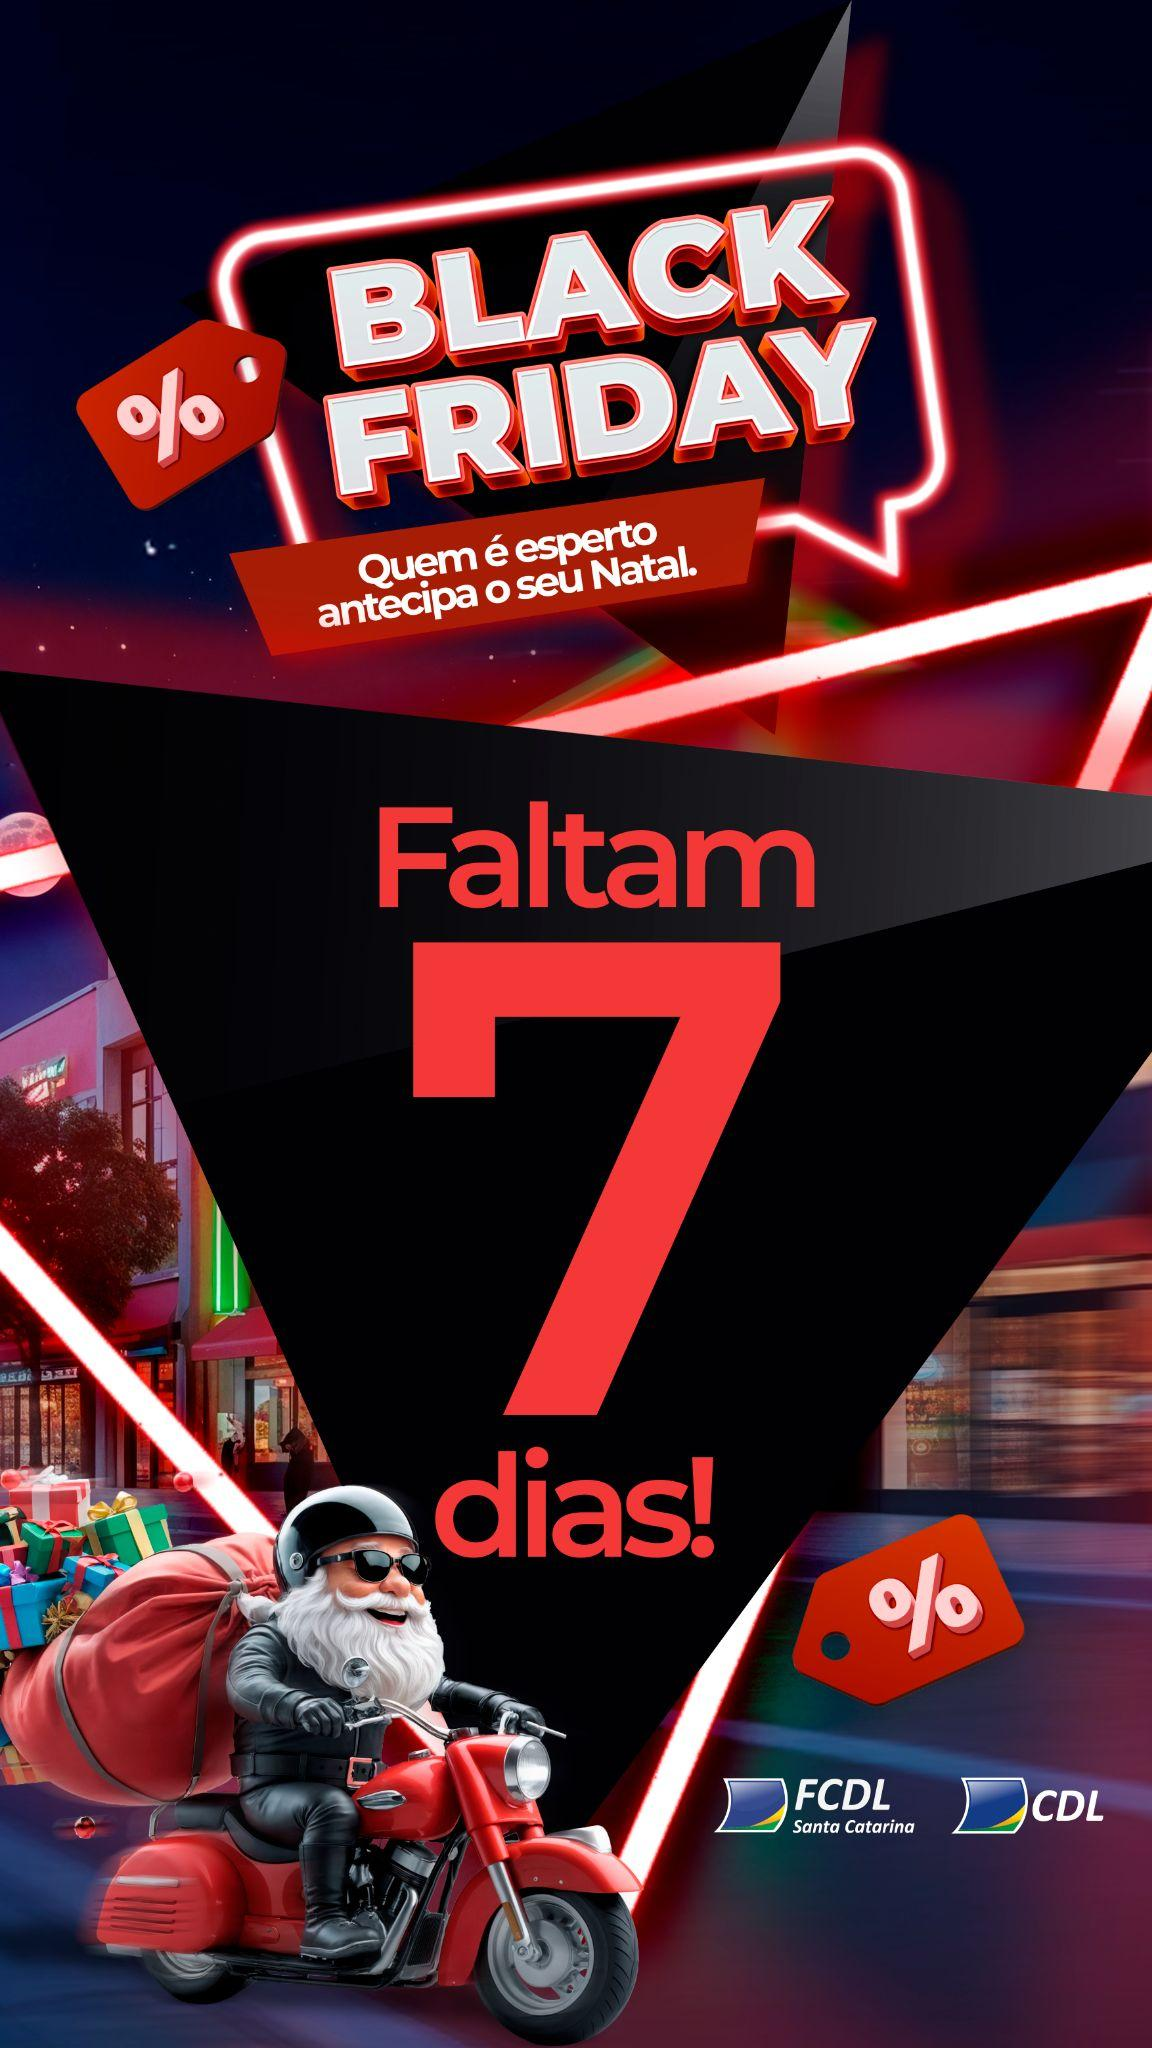 BLACK
FRIDAY
%
Quem é esperto
antecipa o seu Natal.
Faltam
7
dias!
%
FCDL
Santa Catarina
CDL